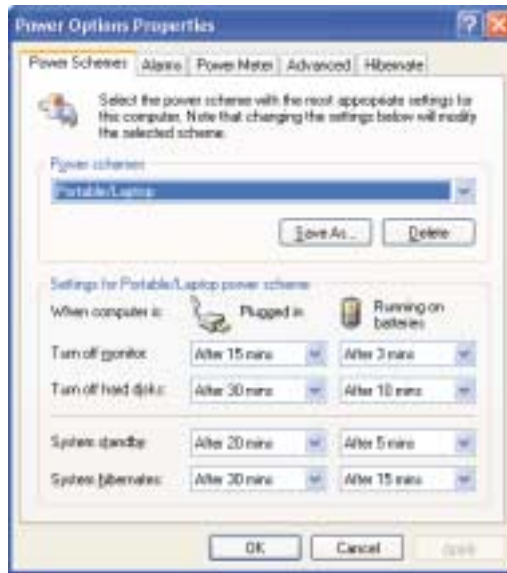 Power Options Properties
Power Schemes Alarms Power Meter Advanced Hibernate
Select the power scheme with the most appropriate settings for
this computer. Note that changing the settings below will modify
the selected scheme.
Power schemes
Portable/Laptop
Save As... Delete
Settings for Portable/Laptop power scheme
When computer is: Plugged in Running on
batteries
Turn off monitor: After 15 mins After 3 mins
Turn off hard disks: After 30 mins After 10 mins
System standby: After 20 mins After 5 mins
System hibernates: After 30 mins After 15 mins
OK Cancel Apply